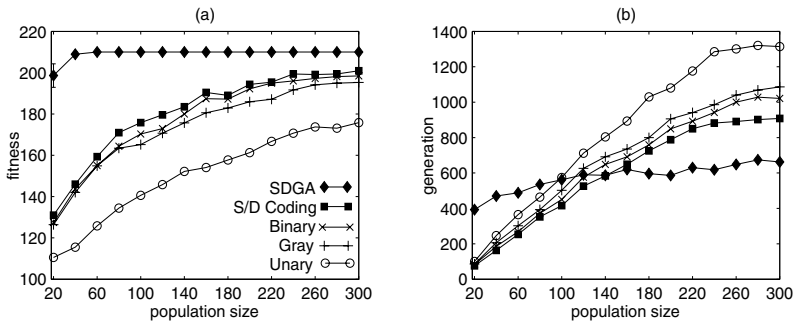 (a)
220
200
180
160
140
120
100
fitness
20 60 100 140 180 220 260 300
population size
SDGA
S/D Coding
Binary
Gray
Unary
(b)
1400
1200
1000
800
600
400
200
0
generation
20 60 100 140 180 220 260 300
population size